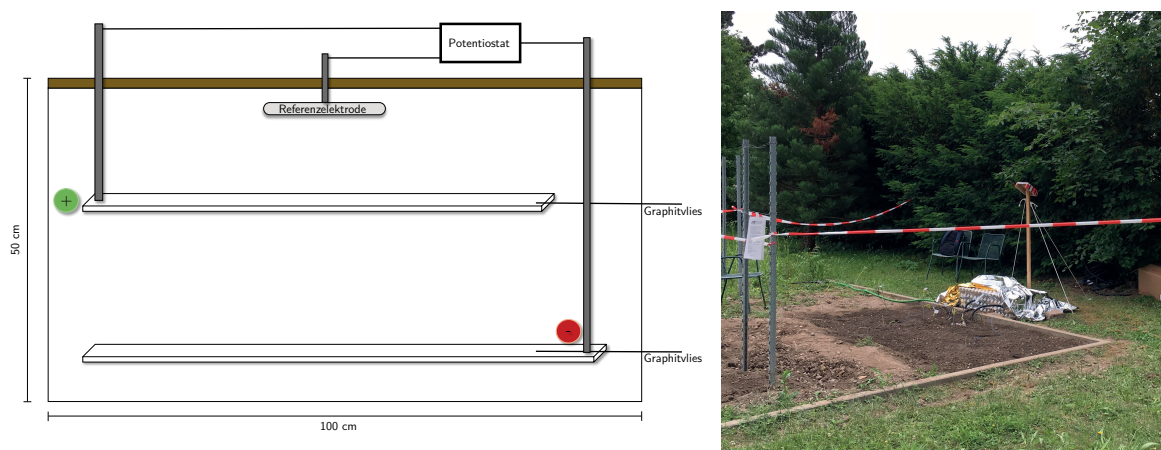 Potentiostat
Referenzelektrode
+
Graphitvlies
50 cm
-
Graphitvlies
100 cm